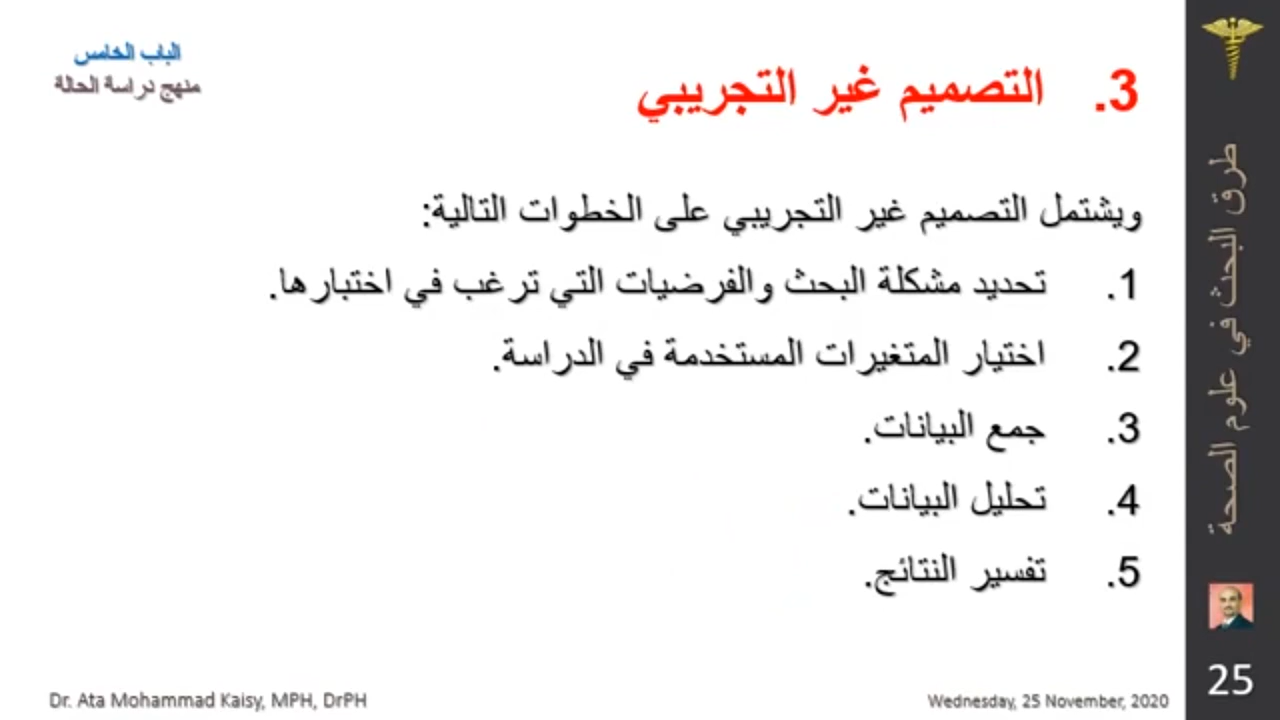 الباب الخامس
منهج دراسة الحالة
3. التصميم غير التجريبي
ويشتمل التصميم غير التجريبي على الخطوات التالية:
1. تحديد مشكلة البحث والفرضيات التي ترغب في اختبارها.
2. اختيار المتغيرات المستخدمة في الدراسة.
3. جمع البيانات.
4. تحليل البيانات.
5. تفسير النتائج.
طرق البحث في علوم الصحة
25
Wednesday, 25 November, 2020
Dr. Ata Mohammad Kaisy, MPH, DrPH